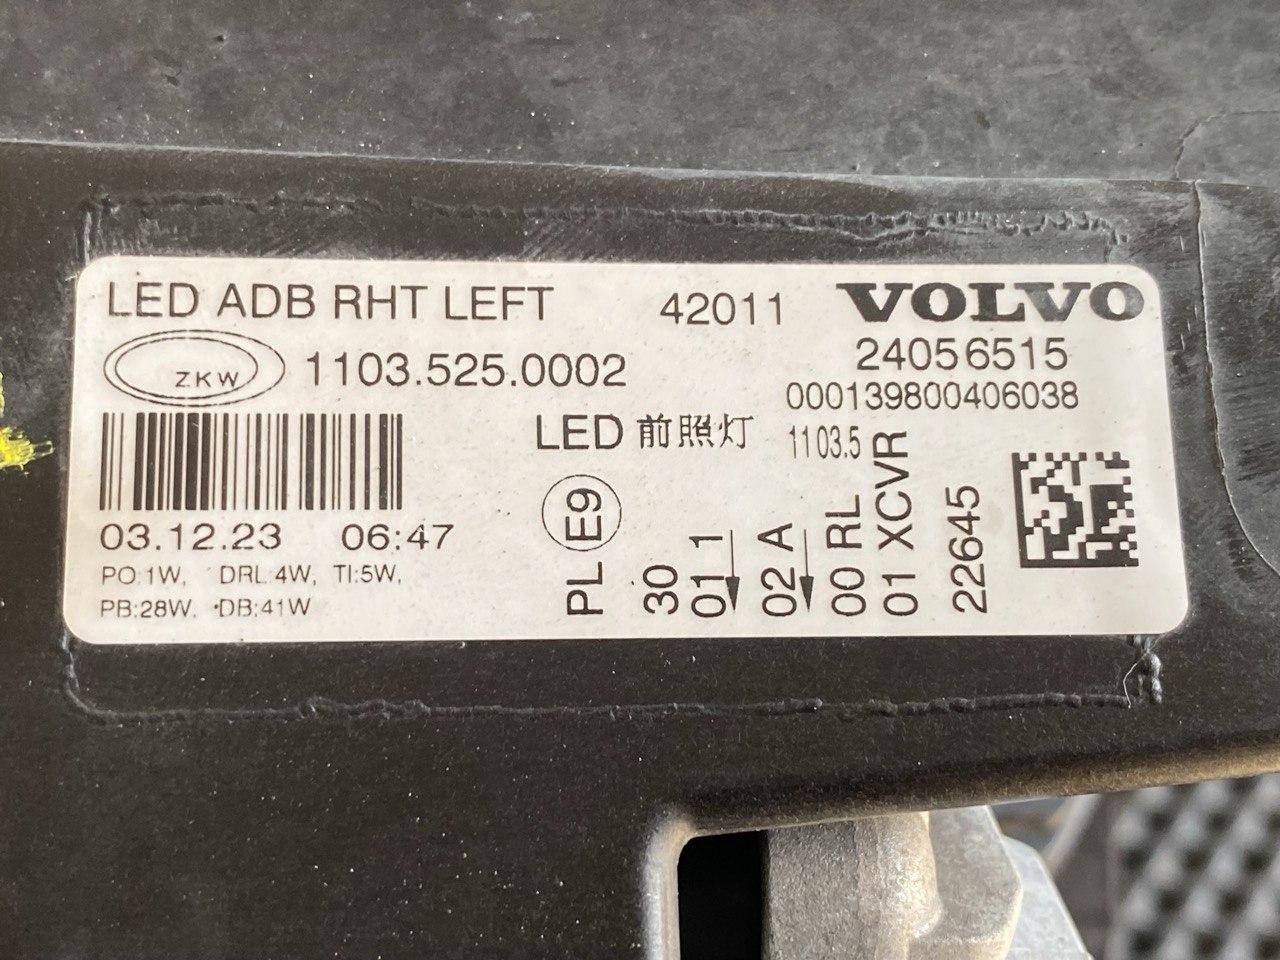 LED ADB RHT LEFT 42011 VOLVO
ZKW 1103.525.0002 24056515
000139800406038
LED 前照灯 1103.5
03.12.23 06:47
PO:1W, DRL:4W, TI:5W,
PB:28W, DB:41W
PL E9
30
01 1
02 A
00 RL
01 XCVR
22645